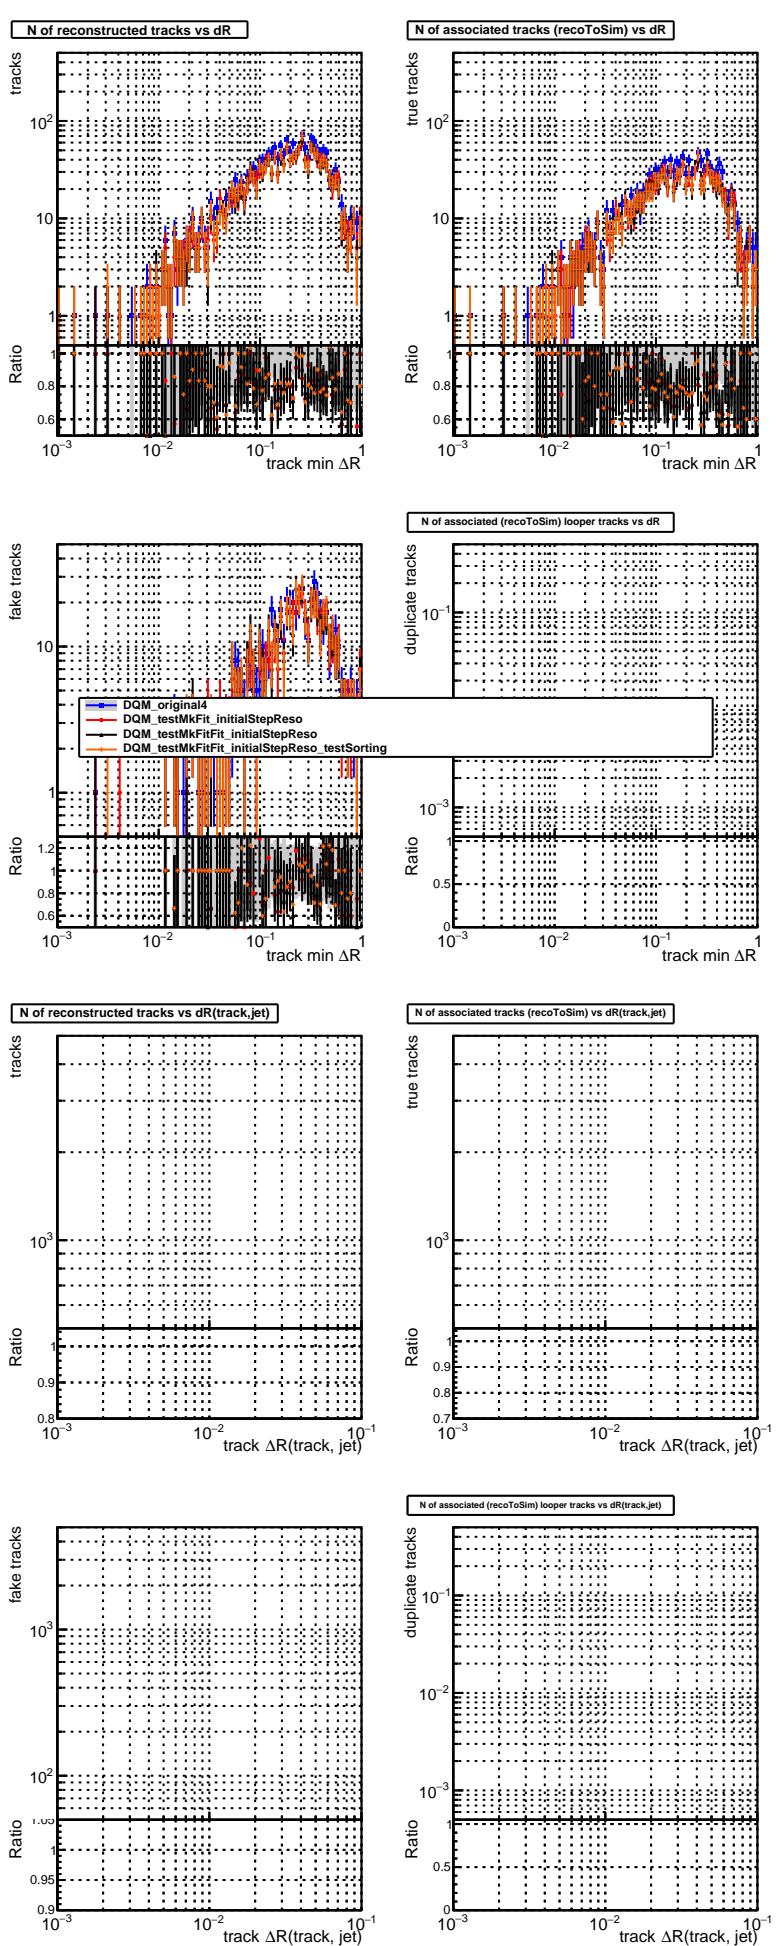 N of reconstructed tracks vs dR
tracks
10²
10
1
Ratio
1
0.8
0.6
10⁻³
10⁻²
10⁻¹
1
track min ΔR
N of associated tracks (recoToSim) vs dR
true tracks
10²
10
1
Ratio
1
0.8
0.6
10⁻³
10⁻²
10⁻¹
1
track min ΔR
fake tracks
10
1
Ratio
1.2
1
0.8
0.6
10⁻³
10⁻²
10⁻¹
1
track min ΔR
N of associated (recoToSim) looper tracks vs dR
duplicate tracks
10⁻¹
10⁻³
Ratio
1
0.5
0
10⁻³
10⁻²
10⁻¹
1
track min ΔR
DQM_original4
DQM_testMkFit_initialStepReso
DQM_testMkFitFit_initialStepReso
DQM_testMkFitFit_initialStepReso_testSorting
N of reconstructed tracks vs dR(track,jet)
tracks
10³
Ratio
1
0.9
0.8
10⁻³
10⁻²
10⁻¹
track ΔR(track, jet)
N of associated tracks (recoToSim) vs dR(track,jet)
true tracks
10³
Ratio
1
0.9
0.8
0.7
10⁻³
10⁻²
10⁻¹
track ΔR(track, jet)
fake tracks
10³
10²
Ratio
1.05
1
0.95
0.9
10⁻³
10⁻²
10⁻¹
track ΔR(track, jet)
N of associated (recoToSim) looper tracks vs dR(track,jet)
duplicate tracks
10⁻¹
10⁻²
10⁻³
Ratio
1
0.5
0
10⁻³
10⁻²
10⁻¹
track ΔR(track, jet)